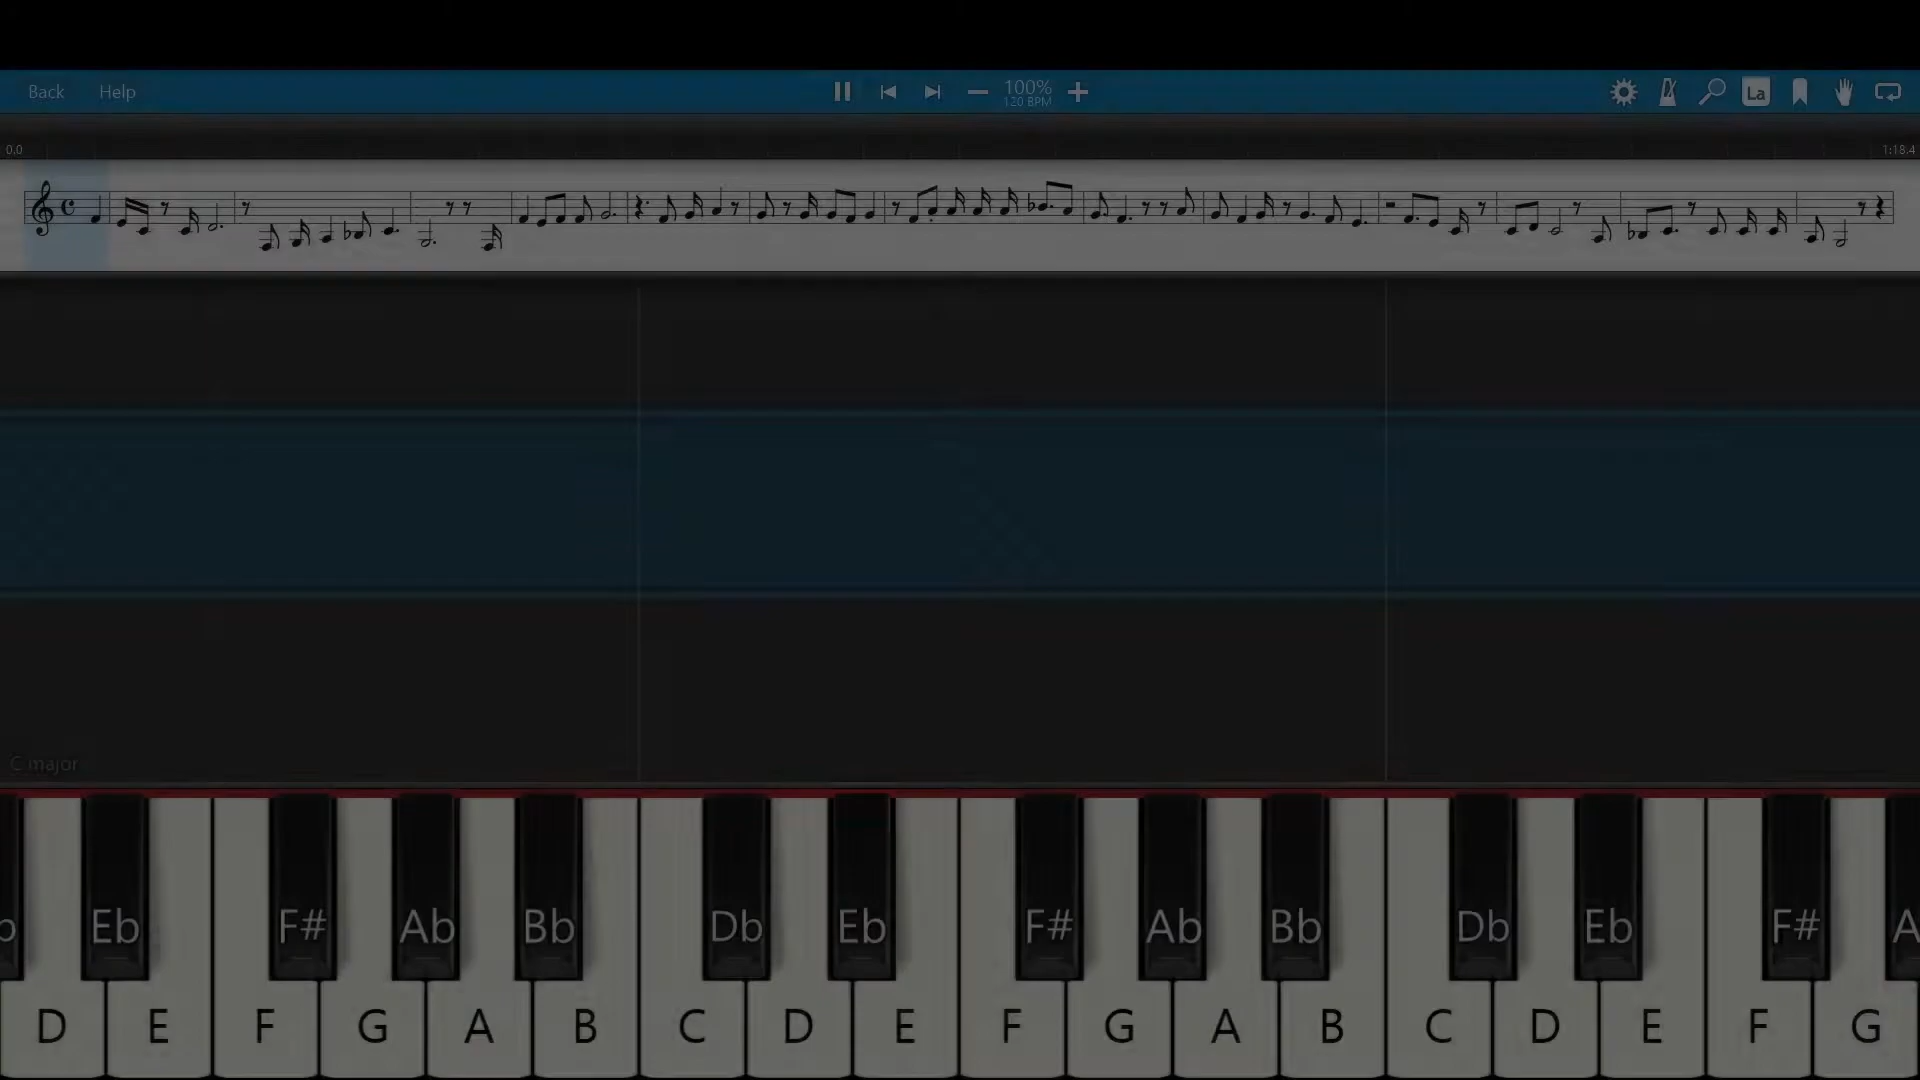 Back Help 100% La
120 BPM
0.0 1:18.4
C major
Eb F# Ab Bb Db Eb F# Ab Bb Db Eb F#
D E F G A B C D E F G A B C D E F G